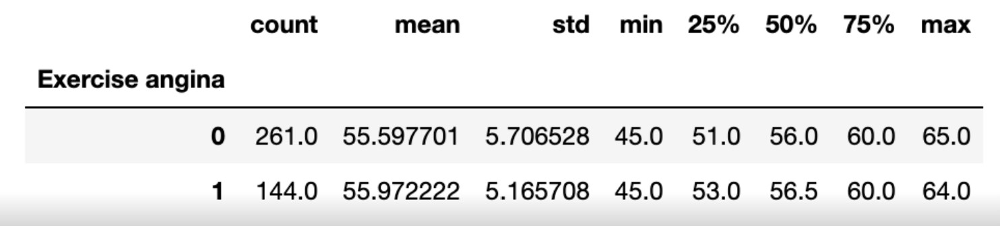 count mean std min 25% 50% 75% max
Exercise angina
0 261.0 55.597701 5.706528 45.0 51.0 56.0 60.0 65.0
1 144.0 55.972222 5.165708 45.0 53.0 56.5 60.0 64.0